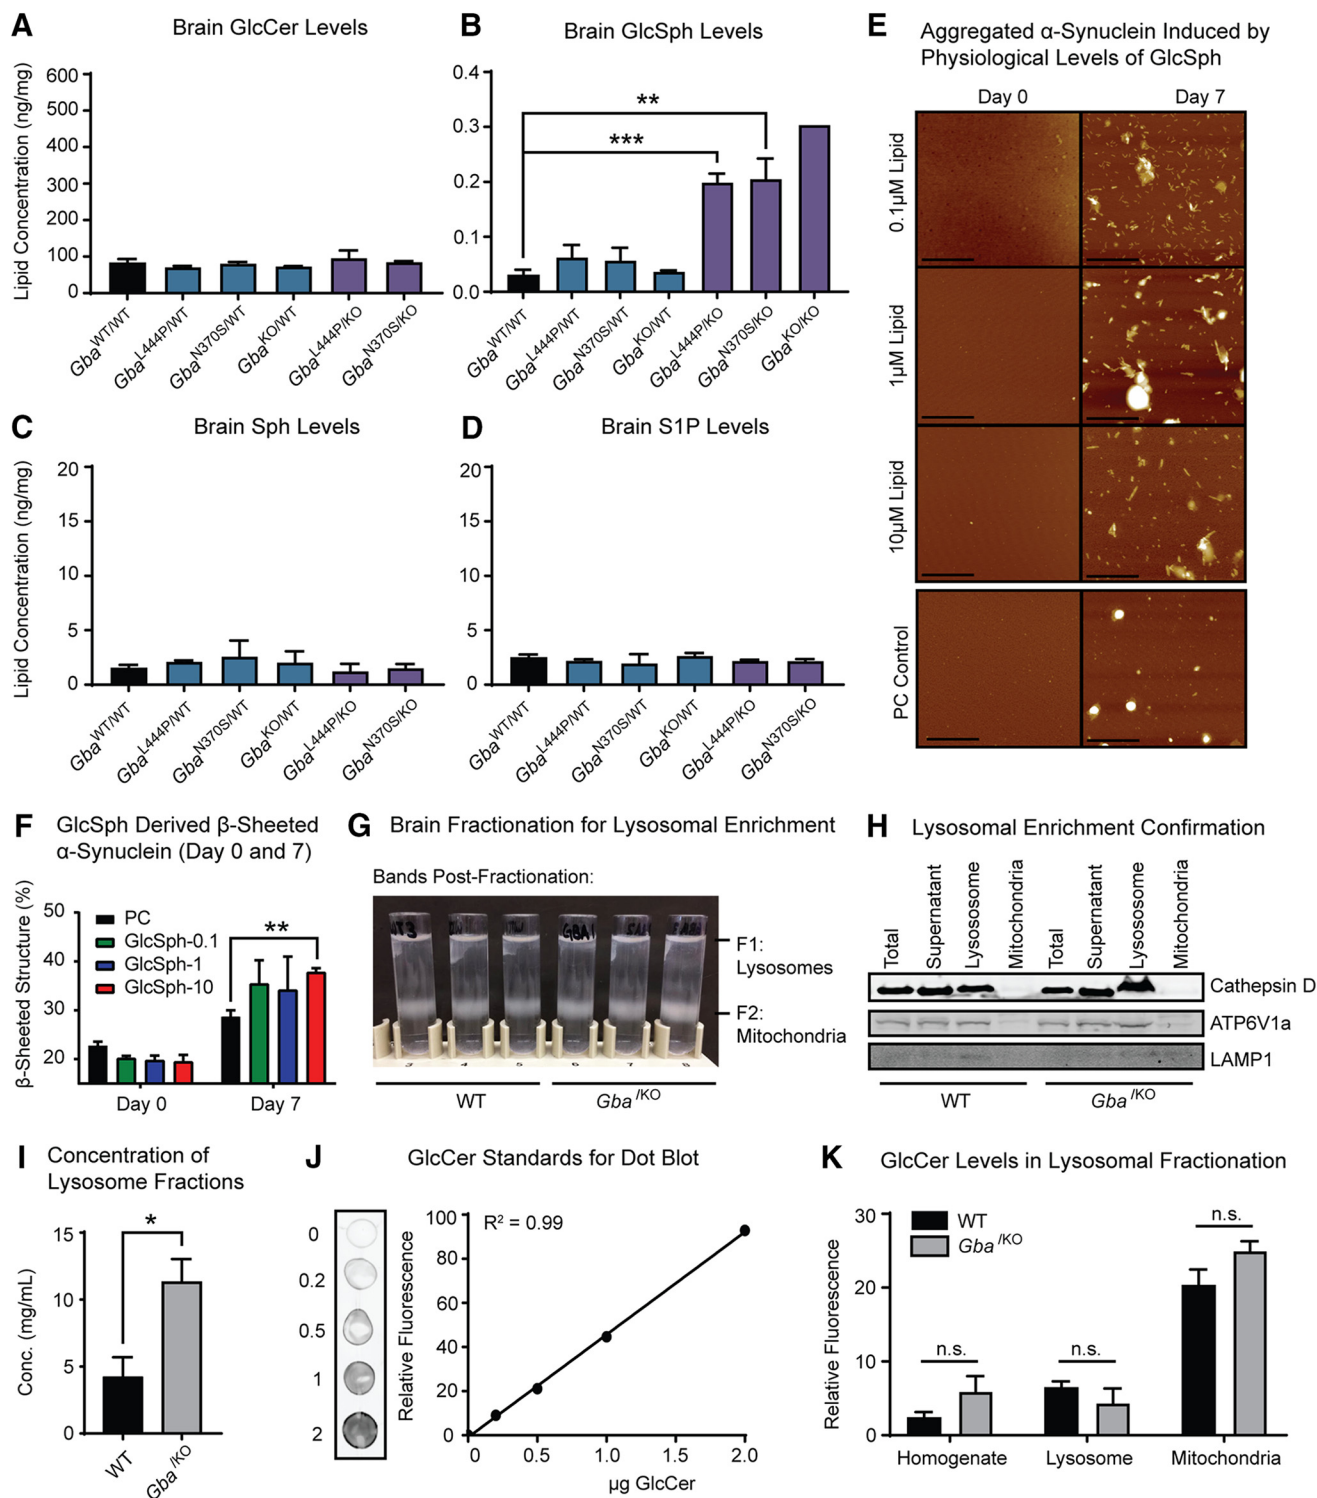 A
Brain GlcCer Levels
Lipid Concentration (ng/mg)
600
500
400
300
200
100
0
Gba WT/WT
Gba L444P/WT
Gba N370S/WT
Gba KO/WT
Gba L444P/KO
Gba N370S/KO
B
Brain GlcSph Levels
0.4
0.3
0.2
0.1
0.0
**
***
Gba WT/WT
Gba L444P/WT
Gba N370S/WT
Gba KO/WT
Gba L444P/KO
Gba N370S/KO
Gba KO/KO
C
Brain Sph Levels
Lipid Concentration (ng/mg)
20
15
10
5
0
Gba WT/WT
Gba L444P/WT
Gba N370S/WT
Gba KO/WT
Gba L444P/KO
Gba N370S/KO
D
Brain S1P Levels
20
15
10
5
0
Gba WT/WT
Gba L444P/WT
Gba N370S/WT
Gba KO/WT
Gba L444P/KO
Gba N370S/KO
E
Aggregated α-Synuclein Induced by
Physiological Levels of GlcSph
Day 0 Day 7
0.1µM Lipid
1µM Lipid
10µM Lipid
PC Control
F
GlcSph Derived β-Sheeted
α-Synuclein (Day 0 and 7)
β-Sheeted Structure (%)
50
40
30
20
PC
GlcSph-0.1
GlcSph-1
GlcSph-10
**
Day 0 Day 7
G
Brain Fractionation for Lysosomal Enrichment
Bands Post-Fractionation:
GBA1
F1:
Lysosomes
F2:
Mitochondria
3 4 5 6 7 8
WT Gba /KO
H
Lysosomal Enrichment Confirmation
Total
Supernatant
Lysososome
Mitochondria
Total
Supernatant
Lysososome
Mitochondria
Cathepsin D
ATP6V1a
LAMP1
WT Gba /KO
I
Concentration of
Lysosome Fractions
Conc. (mg/mL)
15
10
5
0
*
WT
Gba /KO
J
GlcCer Standards for Dot Blot
0
0.2
0.5
1
2
Relative Fluorescence
100
80
60
40
20
0
R² = 0.99
0 0.5 1.0 1.5 2.0
µg GlcCer
K
GlcCer Levels in Lysosomal Fractionation
Relative Fluorescence
30
20
10
0
WT
Gba /KO
n.s.
n.s.
n.s.
Homogenate Lysosome Mitochondria